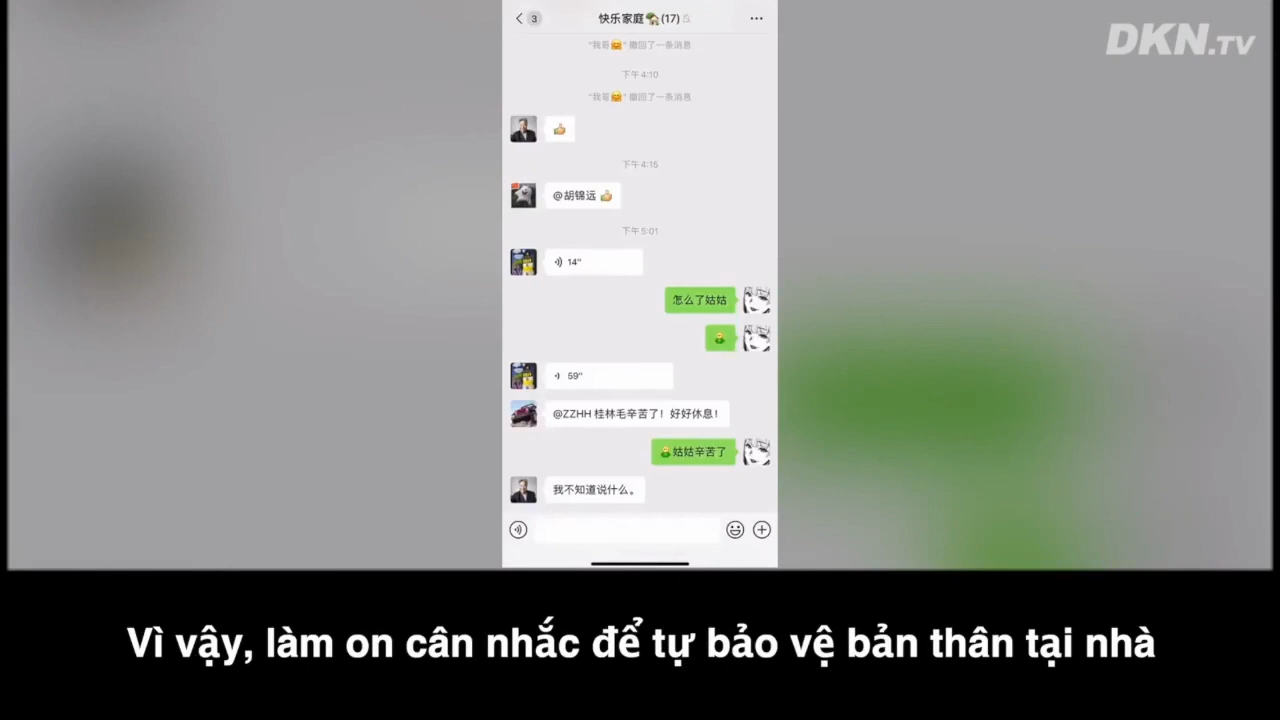 3
快乐家庭🏡(17)
DKN.TV
"我哥🤗" 撤回了一条消息
下午4:10
"我哥🤗" 撤回了一条消息
👍
下午4:15
@胡锦远 👍
下午5:01
14"
怎么了姑姑
59"
@ZZHH 桂林毛辛苦了！好好休息！
姑姑辛苦了
我不知道说什么。
Vì vậy, làm on cân nhắc để tự bảo vệ bản thân tại nhà